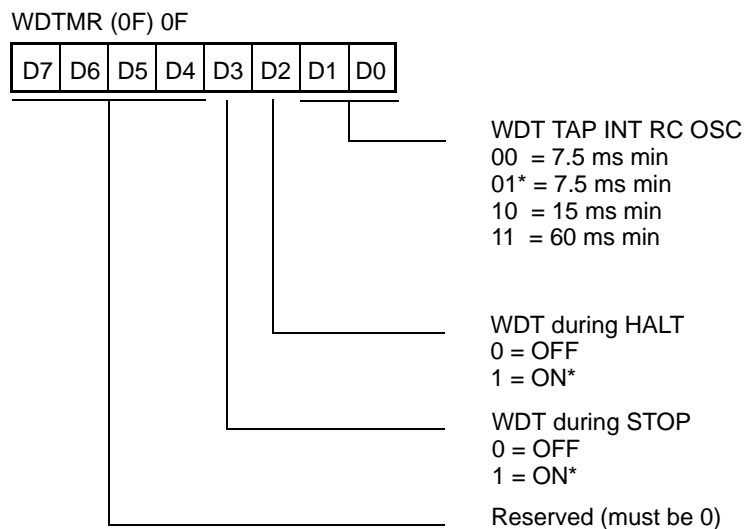 WDTMR (0F) 0F
D7 D6 D5 D4 D3 D2 D1 D0
WDT TAP INT RC OSC
00 = 7.5 ms min
01* = 7.5 ms min
10 = 15 ms min
11 = 60 ms min
WDT during HALT
0 = OFF
1 = ON*
WDT during STOP
0 = OFF
1 = ON*
Reserved (must be 0)